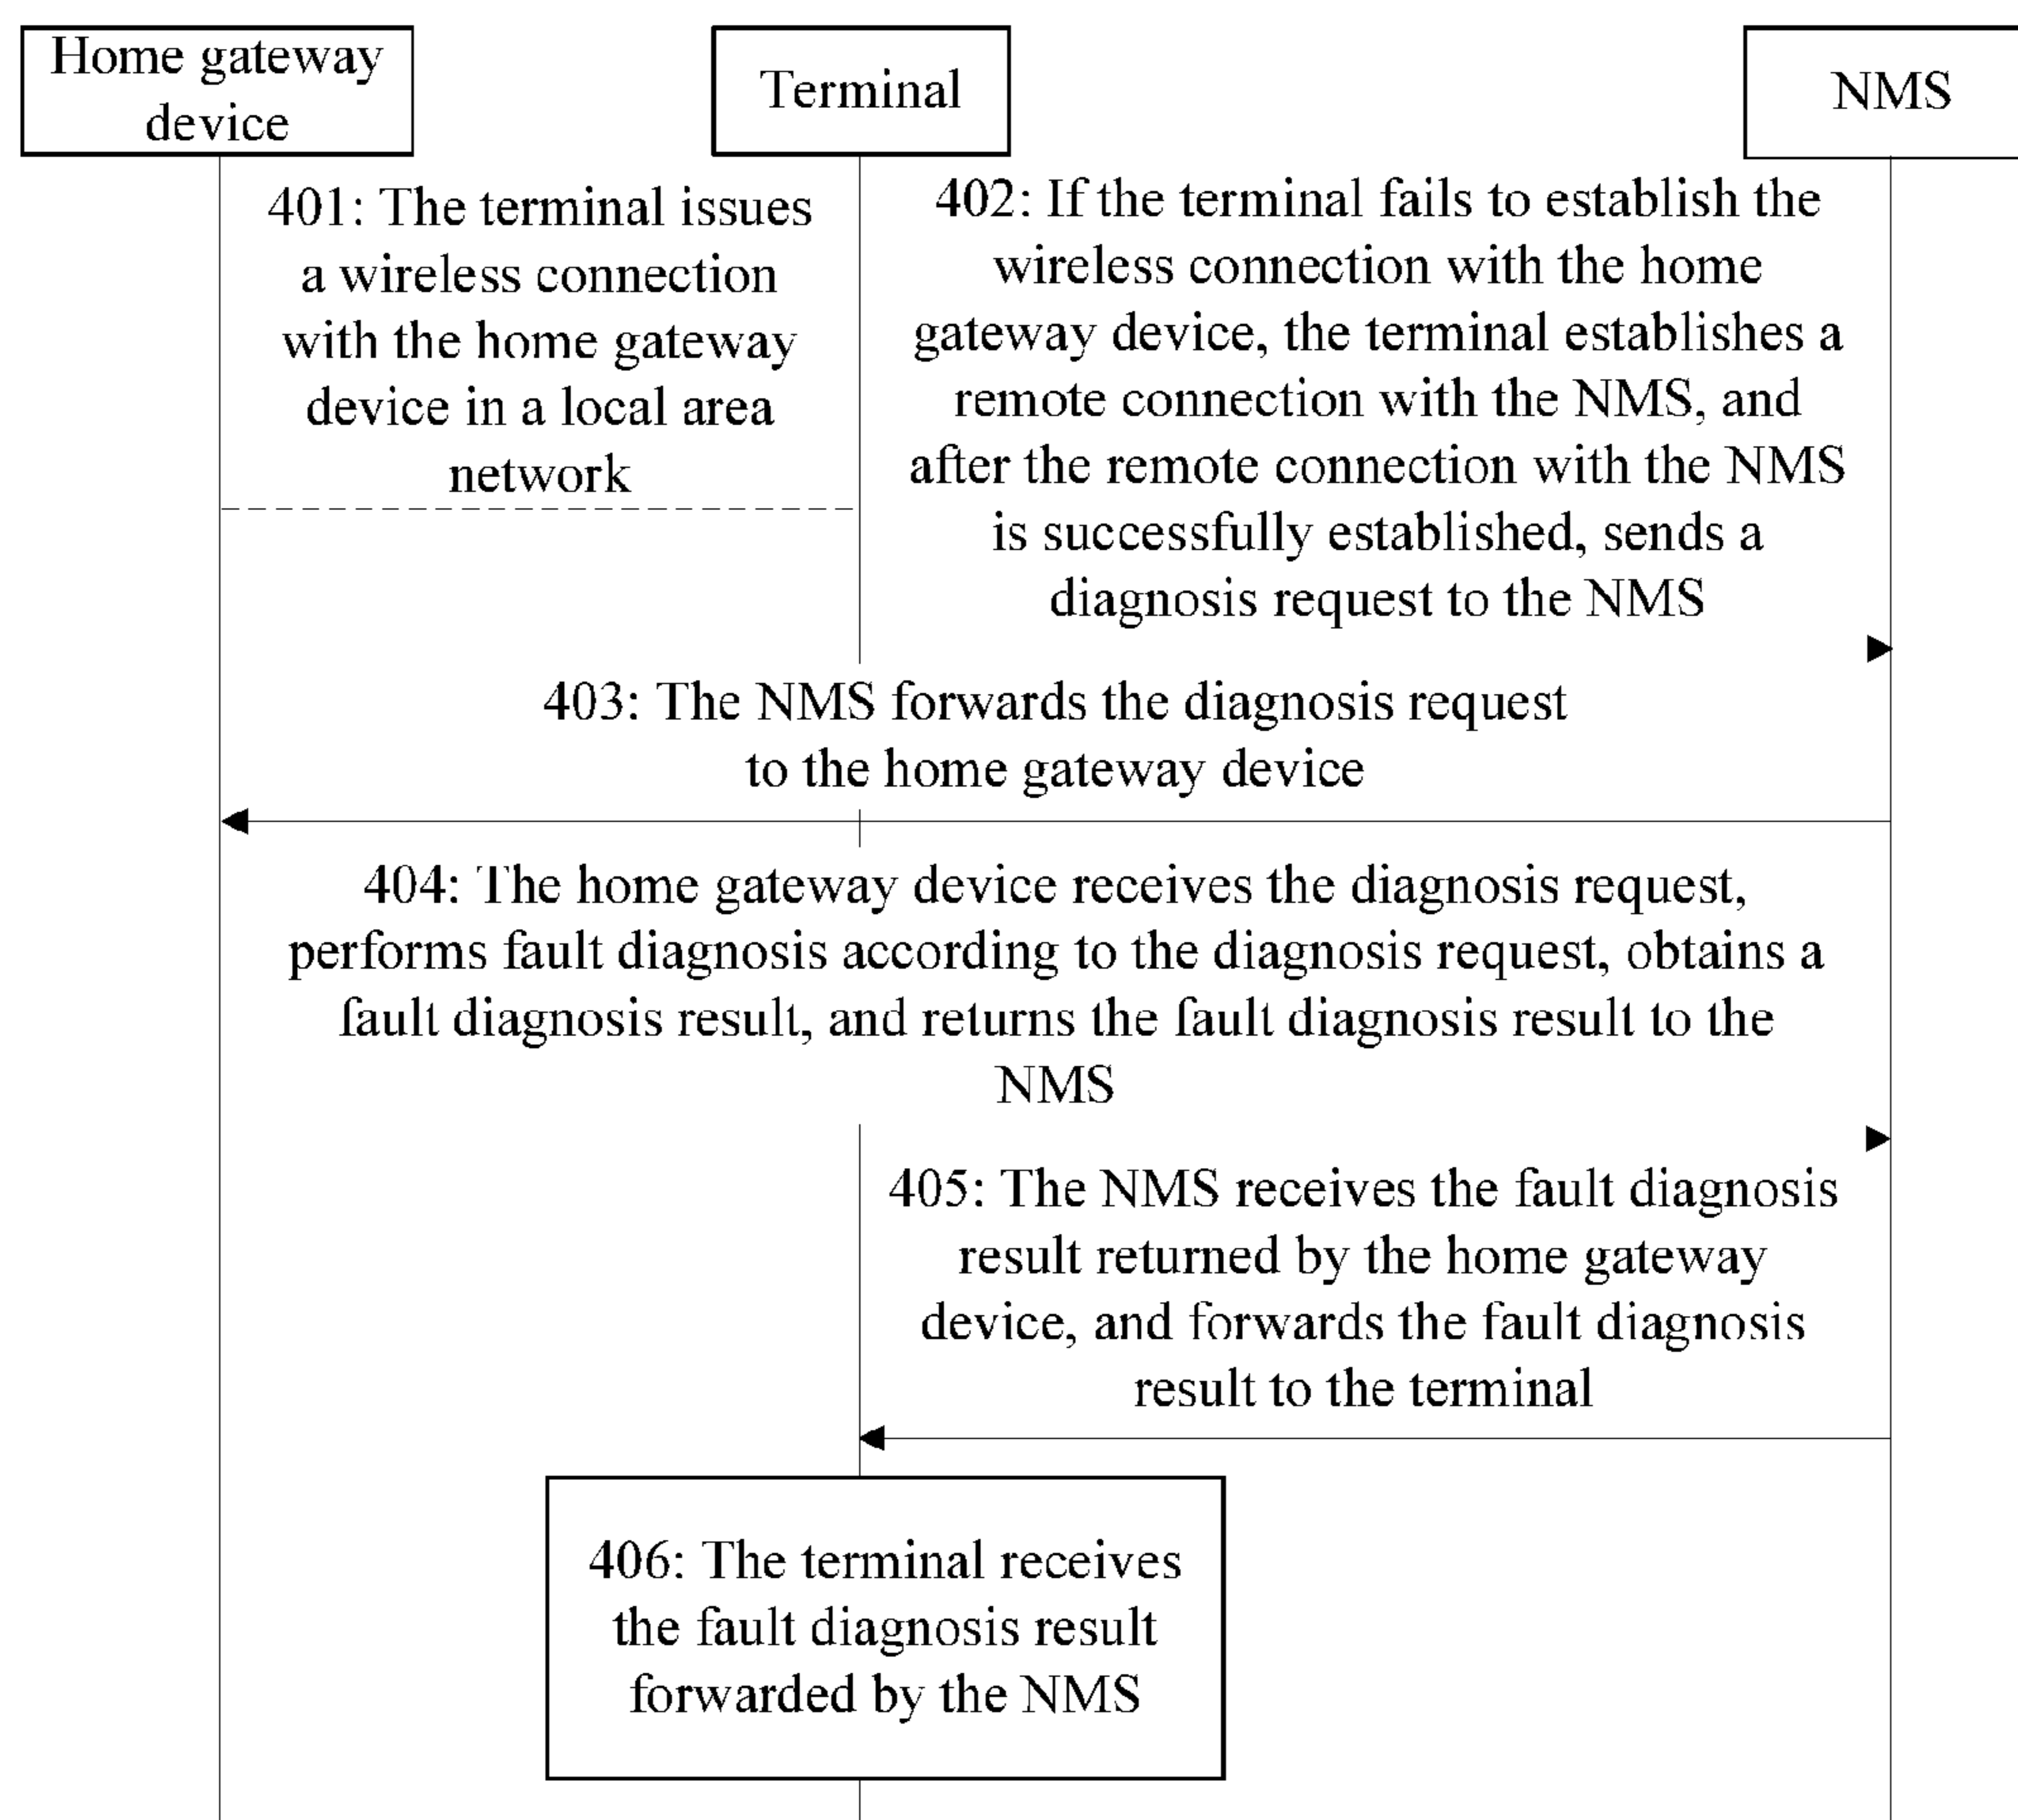 Home gateway
device
Terminal
NMS
401: The terminal issues
a wireless connection
with the home gateway
device in a local area
network
402: If the terminal fails to establish the
wireless connection with the home
gateway device, the terminal establishes a
remote connection with the NMS, and
after the remote connection with the NMS
is successfully established, sends a
diagnosis request to the NMS
403: The NMS forwards the diagnosis request
to the home gateway device
404: The home gateway device receives the diagnosis request,
performs fault diagnosis according to the diagnosis request, obtains a
fault diagnosis result, and returns the fault diagnosis result to the
NMS
405: The NMS receives the fault diagnosis
result returned by the home gateway
device, and forwards the fault diagnosis
result to the terminal
406: The terminal receives
the fault diagnosis result
forwarded by the NMS